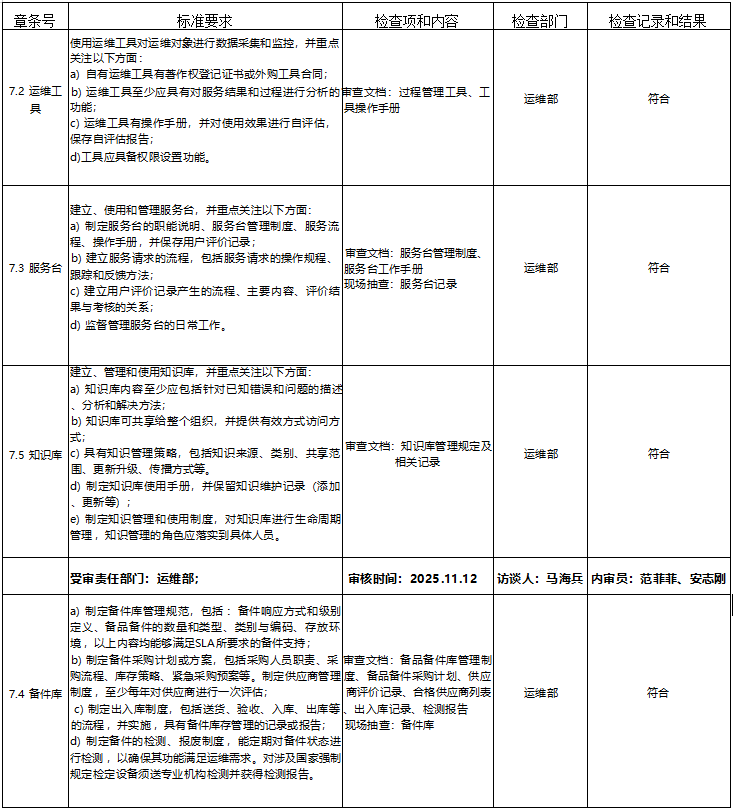 章条号 标准要求 检查项和内容 检查部门 检查记录和结果
使用运维工具对运维对象进行数据采集和监控，并重点
关注以下方面：
a) 自有运维工具有著作权登记证书或外购工具合同；
b) 运维工具至少应具有对服务结果和过程进行分析的
功能；
c) 运维工具有操作手册，并对使用效果进行自评估，
保存自评估报告；
d)工具应具备权限设置功能。
7.2 运维工
具
审查文档：过程管理工具、工
具操作手册
运维部
符合
建立、使用和管理服务台，并重点关注以下方面：
a) 制定服务台的职能说明、服务台管理制度、服务流
程、操作手册，并保存用户评价记录；
b) 建立服务请求的流程，包括服务请求的操作规程、
跟踪和反馈方法；
c) 建立用户评价记录产生的流程、主要内容、评价结
果与考核的关系；
d) 监督管理服务台的日常工作。
7.3 服务台
审查文档：服务台管理制度、
服务台工作手册
现场抽查：服务台记录
运维部
符合
建立、管理和使用知识库，并重点关注以下方面：
a) 知识库内容至少应包括针对已知错误和问题的描述
、分析和解决方法；
b) 知识库可共享给整个组织，并提供有效方式访问方
式；
c) 具有知识管理策略，包括知识来源、类别、共享范
围、更新升级、传播方式等。
d) 制定知识库使用手册，并保留知识维护记录（添加
、更新等）；
e) 制定知识管理和使用制度，对知识库进行生命周期
管理，知识管理的角色应落实到具体人员。
7.5 知识库
审查文档：知识库管理规定及
相关记录
运维部
符合
受审责任部门：运维部； 审核时间：2025.11.12 访谈人：马海兵 内审员：范菲菲、安志刚
a) 制定备件库管理规范，包括：备件响应方式和级别
定义、备品备件的数量和类型、类别与编码、存放环
境，以上内容均能够满足SLA所要求的备件支持；
b) 制定备件采购计划或方案，包括采购人员职责、采
购流程、库存策略、紧急采购预案等。制定供应商管理
制度，至少每年对供应商进行一次评估；
c) 制定出入库制度，包括送货、验收、入库、出库等
的流程，并实施，具有备件库存管理的记录或报告；
d) 制定备件的检测、报废制度，能定期对备件状态进
行检测，以确保其功能满足运维需求。对涉及国家强制
规定检定设备须送专业机构检测并获得检测报告。
7.4 备件库
审查文档：备品备件库管理制
度、备品备件采购计划、供应
商评价记录、合格供应商列表
、出入库记录、检测报告
现场抽查：备件库
运维部
符合